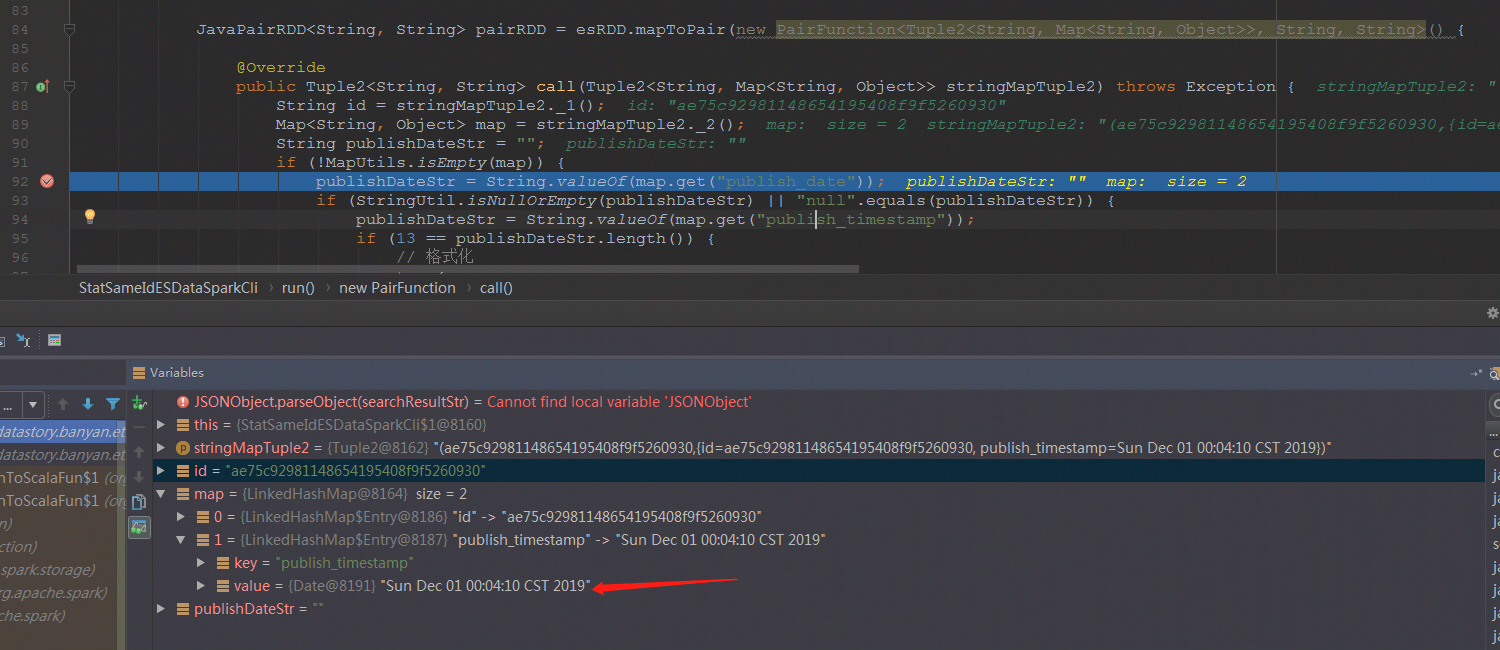 83
84 JavaPairRDD<String, String> pairRDD = esRDD.mapToPair(new PairFunction<Tuple2<String, Map<String, Object>>, String, String>() {
85
86 @Override
87 public Tuple2<String, String> call(Tuple2<String, Map<String, Object>> stringMapTuple2) throws Exception { stringMapTuple2: "
88 String id = stringMapTuple2._1(); id: "ae75c92981148654195408f9f5260930"
89 Map<String, Object> map = stringMapTuple2._2(); map: size = 2 stringMapTuple2: "(ae75c92981148654195408f9f5260930,{id=ae
90 String publishDateStr = ""; publishDateStr: ""
91 if (!MapUtils.isEmpty(map)) {
92 publishDateStr = String.valueOf(map.get("publish_date")); publishDateStr: "" map: size = 2
93 if (StringUtil.isNullOrEmpty(publishDateStr) || "null".equals(publishDateStr)) {
94 publishDateStr = String.valueOf(map.get("publish_timestamp"));
95 if (13 == publishDateStr.length()) {
96 // 格式化
StatSameIdESDataSparkCli › run() › new PairFunction › call()
Variables
JSONObject.parseObject(searchResultStr) = Cannot find local variable 'JSONObject'
datastory.banyan.et
this = {StatSameIdESDataSparkCli$1@8160}
datastory.banyan.et
stringMapTuple2 = {Tuple2@8162} "(ae75c92981148654195408f9f5260930,{id=ae75c92981148654195408f9f5260930, publish_timestamp=Sun Dec 01 00:04:10 CST 2019})"
nToScalaFun$1 (org
id = "ae75c92981148654195408f9f5260930"
nToScalaFun$1 (org
map = {LinkedHashMap@8164} size = 2
n)
0 = {LinkedHashMap$Entry@8186} "id" -> "ae75c92981148654195408f9f5260930"
ction)
1 = {LinkedHashMap$Entry@8187} "publish_timestamp" -> "Sun Dec 01 00:04:10 CST 2019"
spark.storage)
key = "publish_timestamp"
rg.apache.spark)
value = {Date@8191} "Sun Dec 01 00:04:10 CST 2019"
che.spark)
publishDateStr = ""